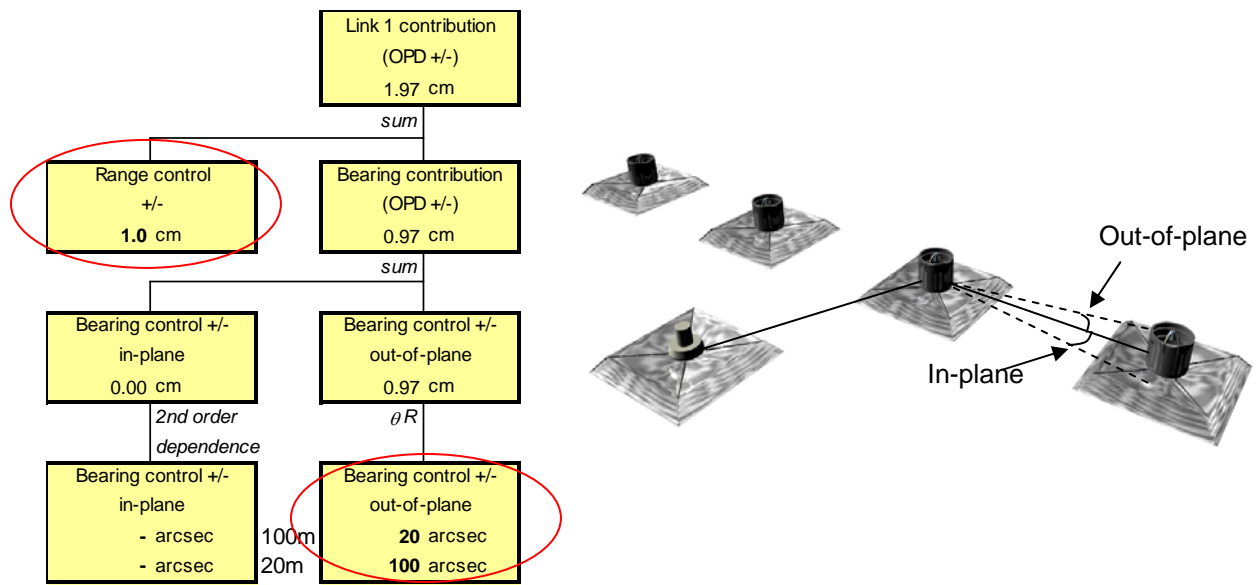 Link 1 contribution
(OPD +/-)
1.97 cm
sum
Range control
+/-
1.0 cm
Bearing contribution
(OPD +/-)
0.97 cm
sum
Bearing control +/-
in-plane
0.00 cm
Bearing control +/-
out-of-plane
0.97 cm
2nd order
dependence
θ R
Bearing control +/-
in-plane
- arcsec
- arcsec
100m
20m
Bearing control +/-
out-of-plane
20 arcsec
100 arcsec
Out-of-plane
In-plane